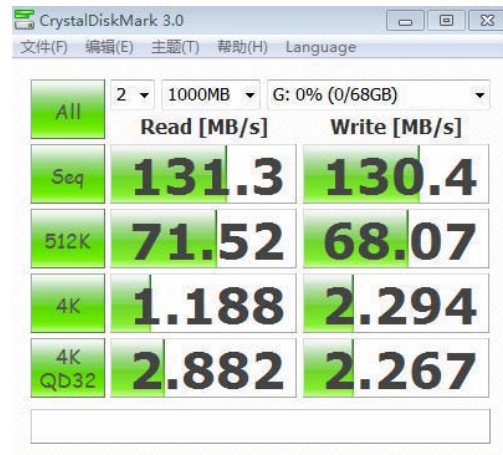 CrystalDiskMark 3.0
文件(F) 编辑(E) 主题(T) 帮助(H) Language
All 2 1000MB G: 0% (0/68GB)
Read [MB/s] Write [MB/s]
Seq 131.3 130.4
512K 71.52 68.07
4K 1.188 2.294
4K QD32 2.882 2.267